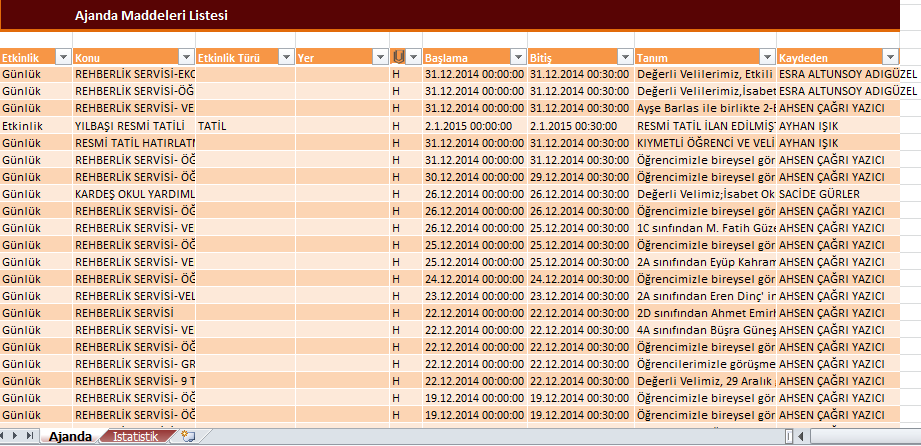 Ajanda Maddeleri Listesi
Etkinlik Konu Etkinlik Türü Yer Başlama Bitiş Tanım Kaydeden
Günlük REHBERLİK SERVİSİ-EKO H 31.12.2014 00:00:00 31.12.2014 00:30:00 Değerli Velilerimiz, Etkili ESRA ALTUNSOY ADIGÜZEL
Günlük REHBERLİK SERVİSİ-ÖĞ H 31.12.2014 00:00:00 31.12.2014 00:30:00 Değerli Velilerimiz,İsabet ESRA ALTUNSOY ADIGÜZEL
Günlük REHBERLİK SERVİSİ- VE H 31.12.2014 00:00:00 31.12.2014 00:30:00 Ayşe Barlas ile birlikte 2-E AHSEN ÇAĞRI YAZICI
Etkinlik YILBAŞI RESMİ TATİLİ TATİL H 2.1.2015 00:00:00 2.1.2015 00:30:00 RESMİ TATİL İLAN EDİLMİŞ AYHAN IŞIK
Günlük RESMİ TATİL HATIRLATM H 31.12.2014 00:00:00 31.12.2014 00:30:00 KIYMETLİ ÖĞRENCİ VE VELİ AYHAN IŞIK
Günlük REHBERLİK SERVİSİ- ÖĞ H 31.12.2014 00:00:00 31.12.2014 00:30:00 Öğrencimizle bireysel gör AHSEN ÇAĞRI YAZICI
Günlük REHBERLİK SERVİSİ- ÖĞ H 30.12.2014 00:00:00 29.12.2014 00:30:00 Öğrencimizle bireysel gör AHSEN ÇAĞRI YAZICI
Günlük KARDEŞ OKUL YARDIML H 26.12.2014 00:00:00 26.12.2014 00:30:00 Değerli Velimiz;İsabet Ok SACİDE GÜRLER
Günlük REHBERLİK SERVİSİ- ÖĞ H 26.12.2014 00:00:00 26.12.2014 00:30:00 Öğrencimizle bireysel gör AHSEN ÇAĞRI YAZICI
Günlük REHBERLİK SERVİSİ- VE H 26.12.2014 00:00:00 25.12.2014 00:30:00 1C sınfından M. Fatih Güze AHSEN ÇAĞRI YAZICI
Günlük REHBERLİK SERVİSİ- ÖĞ H 25.12.2014 00:00:00 25.12.2014 00:30:00 Öğrencimizle bireysel gör AHSEN ÇAĞRI YAZICI
Günlük REHBERLİK SERVİSİ- VE H 25.12.2014 00:00:00 25.12.2014 00:30:00 2A sınıfından Eyüp Kahram AHSEN ÇAĞRI YAZICI
Günlük REHBERLİK SERVİSİ- ÖĞ H 24.12.2014 00:00:00 24.12.2014 00:30:00 Öğrencimizle bireysel gör AHSEN ÇAĞRI YAZICI
Günlük REHBERLİK SERVİSİ-VEL H 23.12.2014 00:00:00 23.12.2014 00:30:00 2A sınıfından Eren Dinç' ir AHSEN ÇAĞRI YAZICI
Günlük REHBERLİK SERVİSİ H 22.12.2014 00:00:00 22.12.2014 00:30:00 2D sınıfından Ahmet Emirh AHSEN ÇAĞRI YAZICI
Günlük REHBERLİK SERVİSİ- VE H 22.12.2014 00:00:00 22.12.2014 00:30:00 4A sınıfından Büşra Güneş AHSEN ÇAĞRI YAZICI
Günlük REHBERLİK SERVİSİ- ÖĞ H 22.12.2014 00:00:00 22.12.2014 00:30:00 Öğrencimizle bireysel gör AHSEN ÇAĞRI YAZICI
Günlük REHBERLİK SERVİSİ- GR H 22.12.2014 00:00:00 22.12.2014 00:30:00 Öğrencilerimizle görüşme AHSEN ÇAĞRI YAZICI
Günlük REHBERLİK SERVİSİ- 9 T H 22.12.2014 00:00:00 22.12.2014 00:30:00 Değerli Velimiz, 29 Aralık AHSEN ÇAĞRI YAZICI
Günlük REHBERLİK SERVİSİ- ÖĞ H 19.12.2014 00:00:00 19.12.2014 00:30:00 Öğrencimizle bireysel gör AHSEN ÇAĞRI YAZICI
Günlük REHBERLİK SERVİSİ- ÖĞ H 19.12.2014 00:00:00 19.12.2014 00:30:00 Öğrencimizle bireysel gör AHSEN ÇAĞRI YAZICI
Ajanda İstatistik